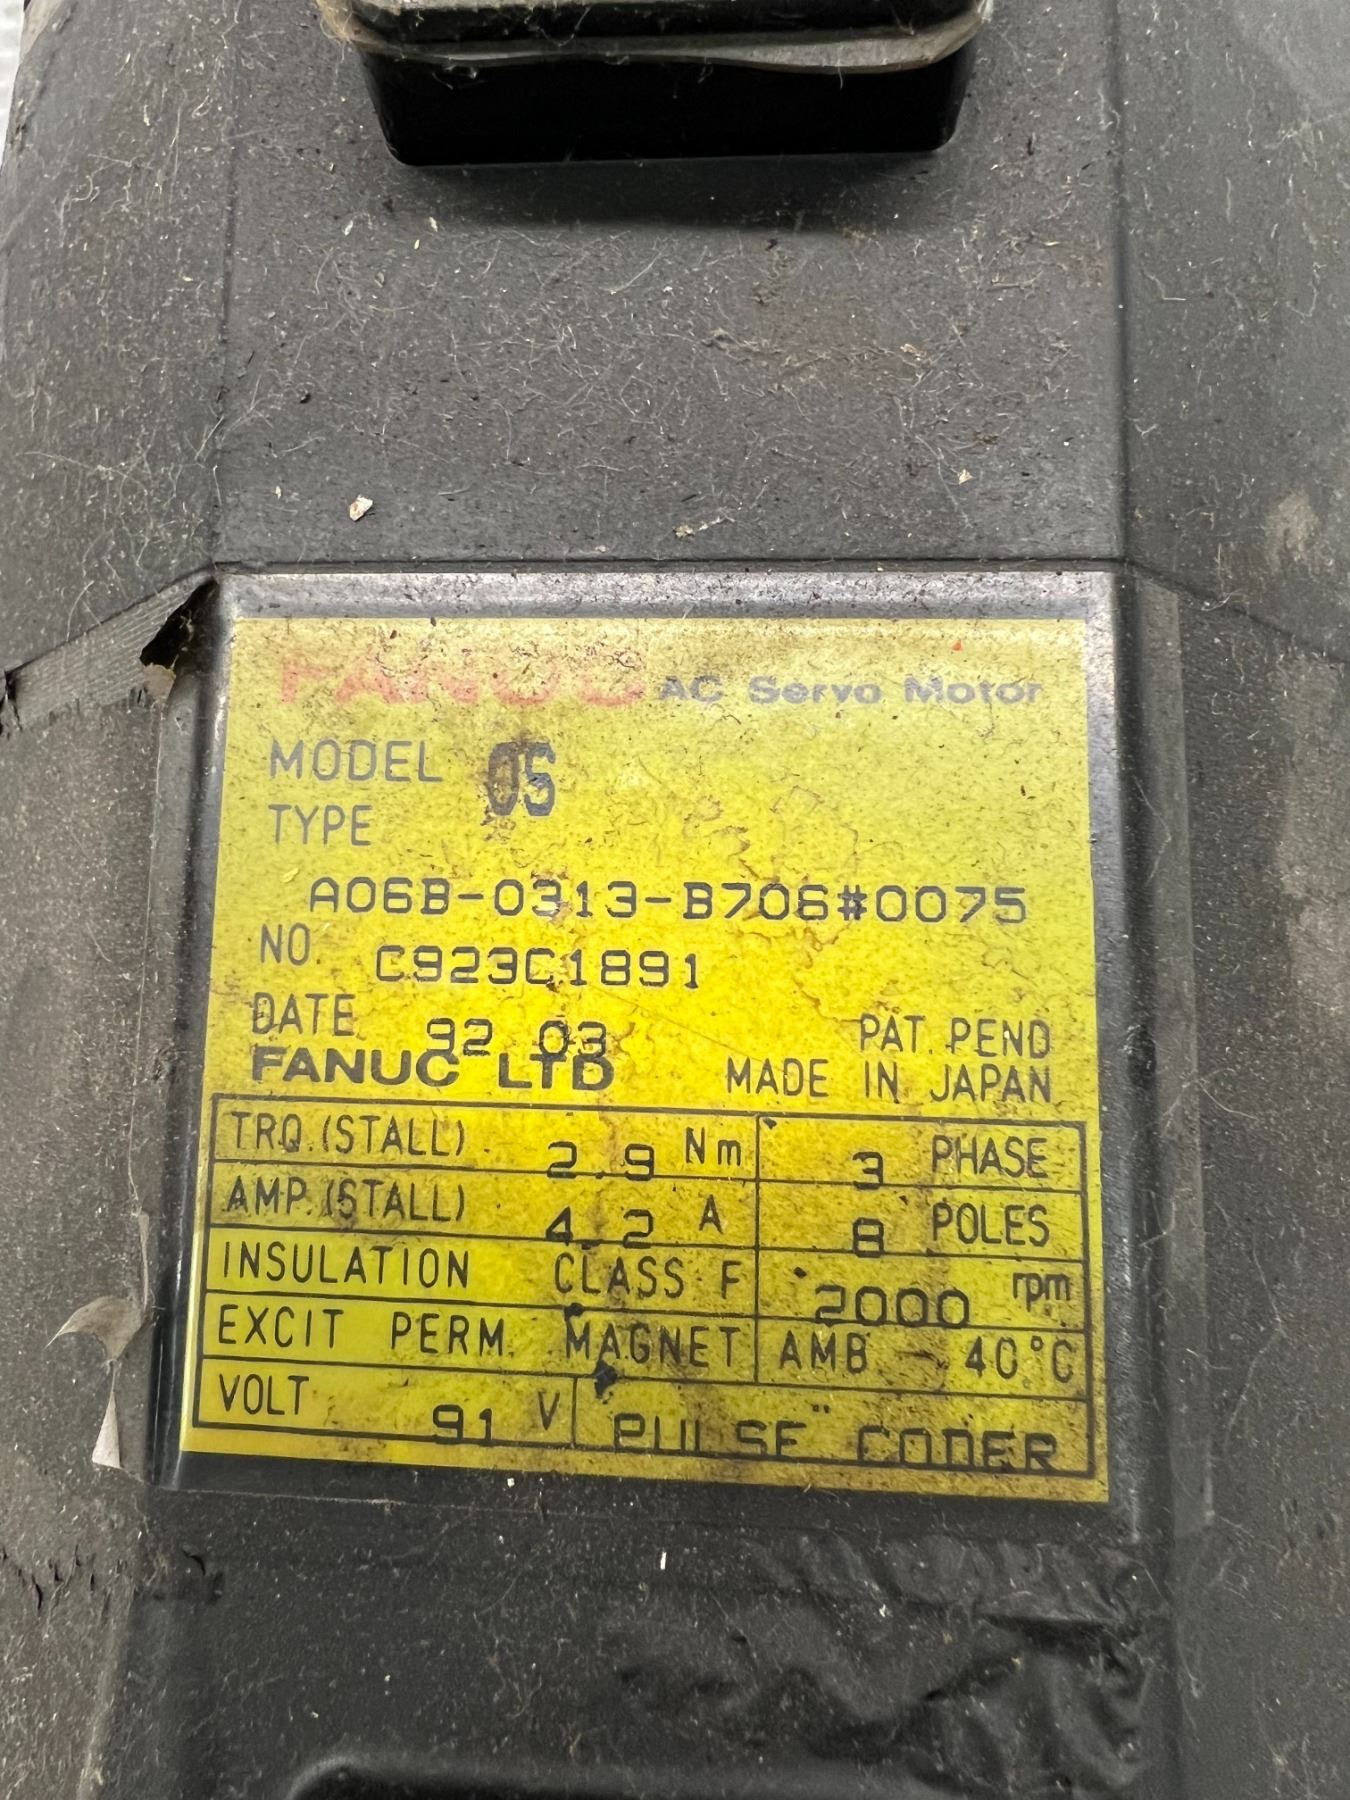 FANUC AC Servo Motor
MODEL 0S
TYPE
A06B-0313-B706#0075
NO. C923C1891
DATE 92 03
PAT. PEND
FANUC LTD MADE IN JAPAN
TRQ.(STALL) 2.9 Nm 3 PHASE
AMP.(STALL) 4.2 A 8 POLES
INSULATION CLASS F 2000 rpm
EXCIT PERM. MAGNET AMB - 40°C
VOLT 91 V PULSE CODER